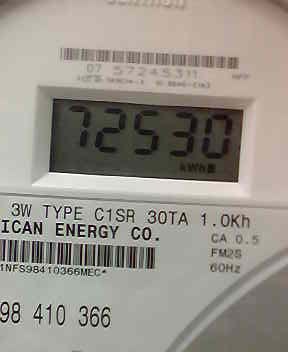 07 57245311
72530
kWh
3W TYPE C1SR 30TA 1.0Kh
ICAN ENERGY CO.
CA 0.5
FM2S
60Hz
1NFS98410366MEC*
98 410 366